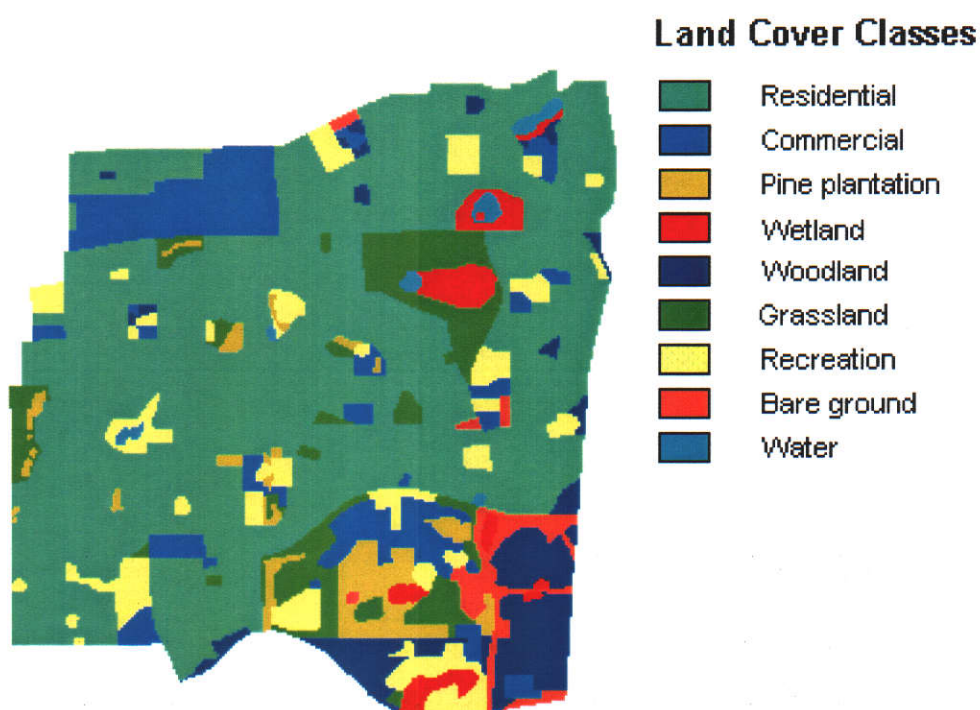 Land Cover Classes
Residential
Commercial
Pine plantation
Wetland
Woodland
Grassland
Recreation
Bare ground
Water